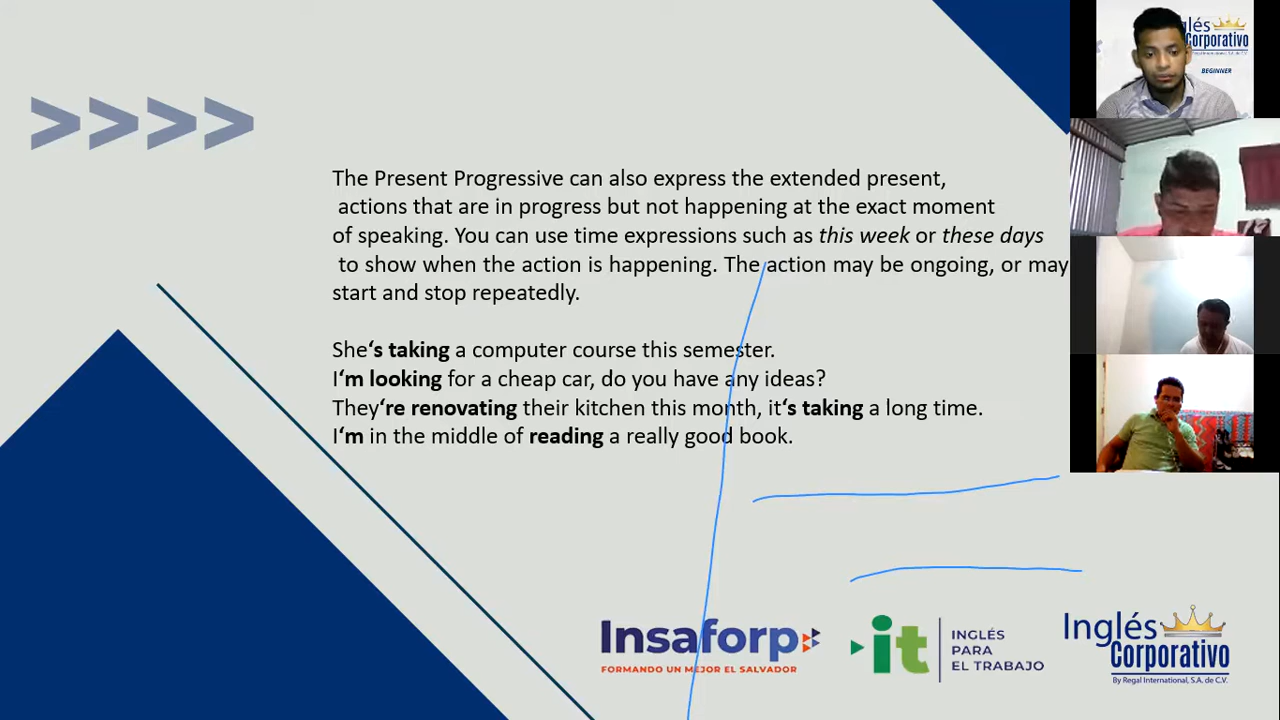 >>>>
The Present Progressive can also express the extended present,
actions that are in progress but not happening at the exact moment
of speaking. You can use time expressions such as this week or these days
to show when the action is happening. The action may be ongoing, or may
start and stop repeatedly.
She‘s taking a computer course this semester.
I‘m looking for a cheap car, do you have any ideas?
They‘re renovating their kitchen this month, it‘s taking a long time.
I‘m in the middle of reading a really good book.
Insaforp
FORMANDO UN MEJOR EL SALVADOR
it
INGLÉS
PARA
EL TRABAJO
Inglés
Corporativo
By Regal International, S.A. de C.V.
glés
Corporativo
BEGINNER